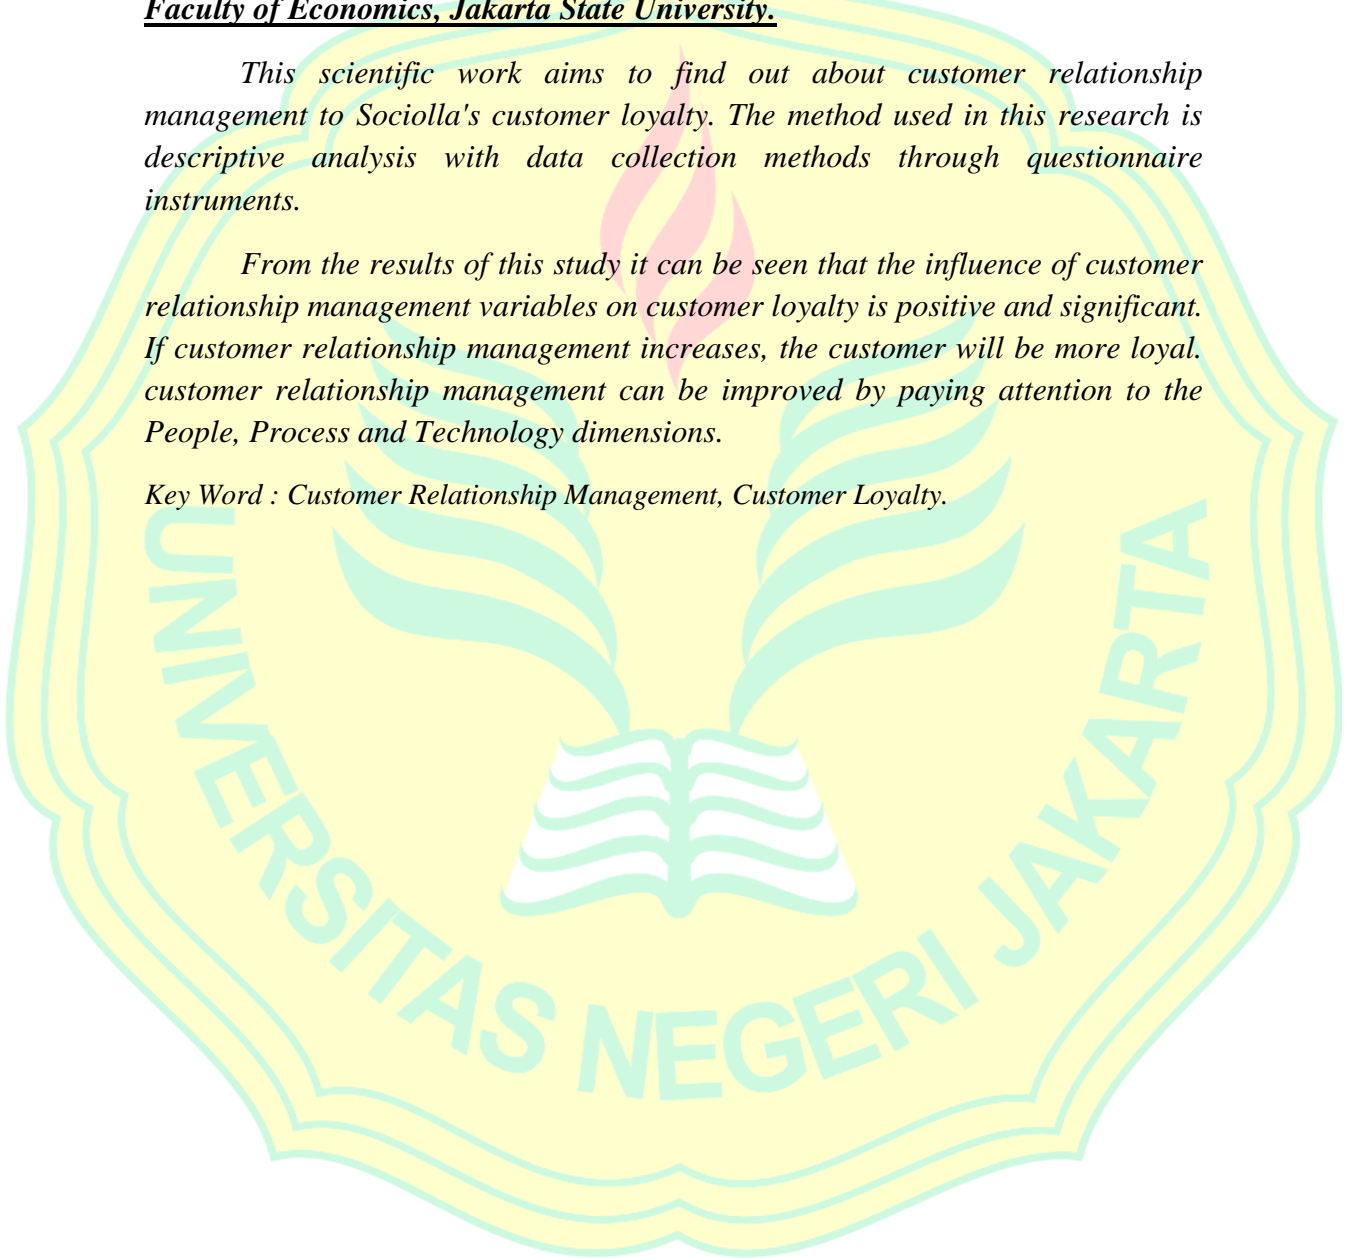 Faculty of Economics, Jakarta State University.
This scientific work aims to find out about customer relationship
management to Sociolla's customer loyalty. The method used in this research is
descriptive analysis with data collection methods through questionnaire
instruments.
From the results of this study it can be seen that the influence of customer
relationship management variables on customer loyalty is positive and significant.
If customer relationship management increases, the customer will be more loyal.
customer relationship management can be improved by paying attention to the
People, Process and Technology dimensions.
Key Word : Customer Relationship Management, Customer Loyalty.
UNIVERSITAS NEGERI JAKARTA